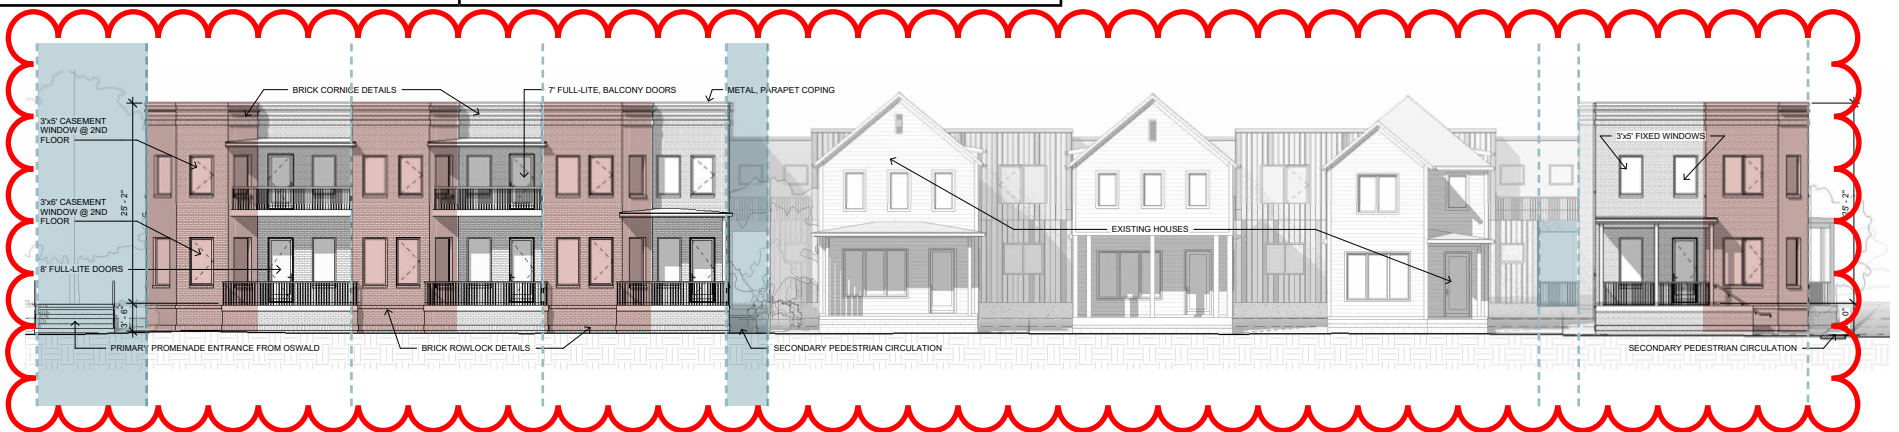 BRICK CORNICE DETAILS
7' FULL-LITE, BALCONY DOORS
METAL, PARAPET COPING
3'x5' CASEMENT
WINDOW @ 2ND
FLOOR
3'x5' FIXED WINDOWS
25' - 2"
25' - 2"
3'x6' CASEMENT
WINDOW @ 2ND
FLOOR
EXISTING HOUSES
8' FULL-LITE DOORS
3' - 6"
PRIMARY PROMENADE ENTRANCE FROM OSWALD
BRICK ROWLOCK DETAILS
SECONDARY PEDESTRIAN CIRCULATION
SECONDARY PEDESTRIAN CIRCULATION